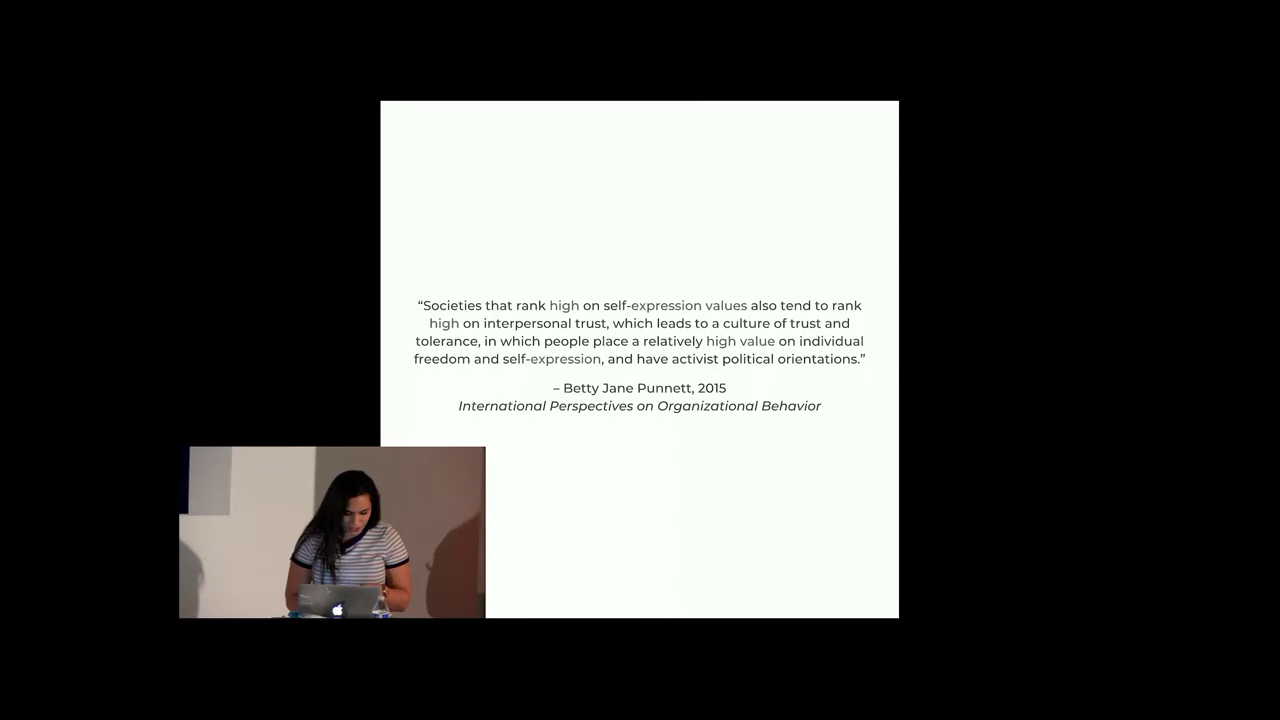 “Societies that rank high on self-expression values also tend to rank
high on interpersonal trust, which leads to a culture of trust and
tolerance, in which people place a relatively high value on individual
freedom and self-expression, and have activist political orientations.”
– Betty Jane Punnett, 2015
International Perspectives on Organizational Behavior